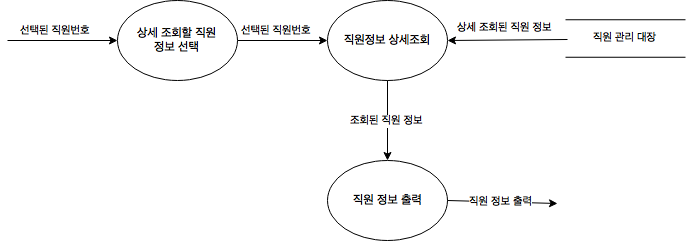 선택된 직원번호
상세 조회할 직원
정보 선택
선택된 직원번호
직원정보 상세조회
상세 조회된 직원 정보
직원 관리 대장
조회된 직원 정보
직원 정보 출력
직원 정보 출력